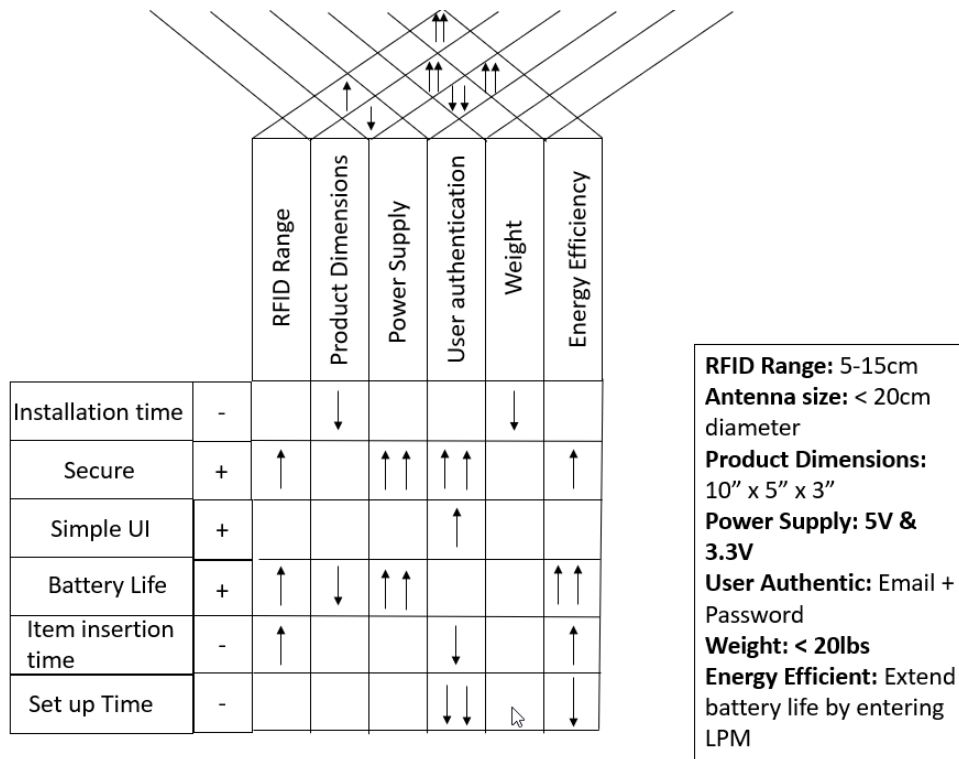 RFID Range
Product Dimensions
Power Supply
User authentication
Weight
Energy Efficiency
Installation time -
Secure +
Simple UI +
Battery Life +
Item insertion
time -
Set up Time -
RFID Range: 5-15cm
Antenna size: < 20cm
diameter
Product Dimensions:
10” x 5” x 3”
Power Supply: 5V &
3.3V
User Authentic: Email +
Password
Weight: < 20lbs
Energy Efficient: Extend
battery life by entering
LPM